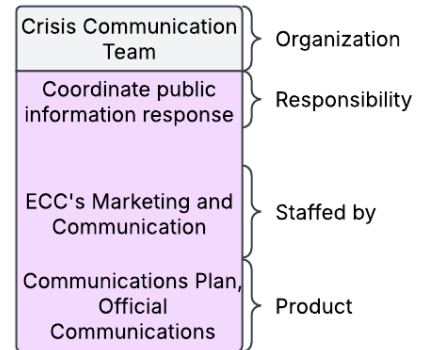 Crisis Communication
Team
Organization
Coordinate public
information response
Responsibility
ECC's Marketing and
Communication
Staffed by
Communications Plan,
Official
Communications
Product